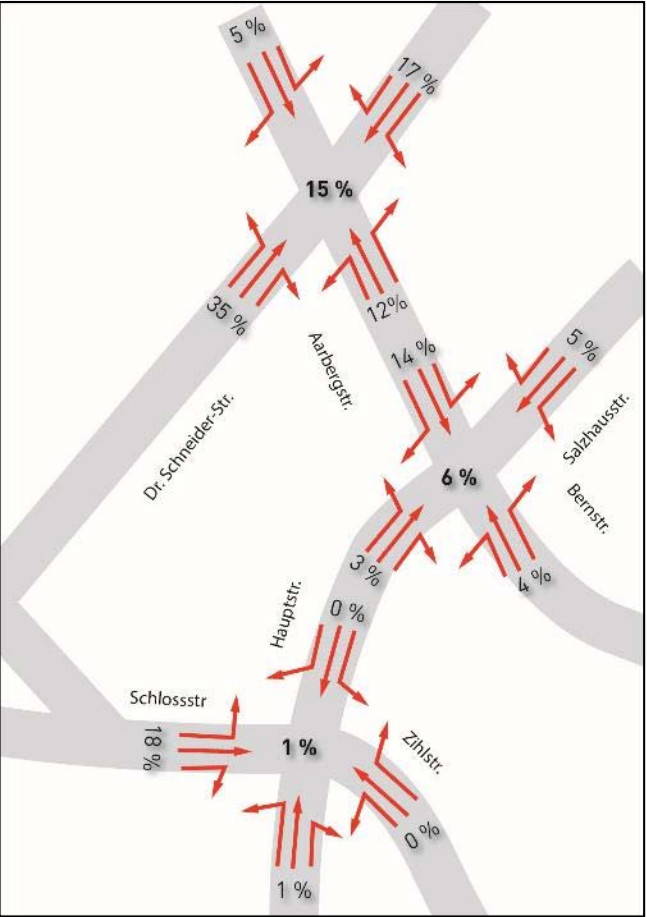 5 %
17 %
15 %
35 %
12%
Aarbergstr.
14 %
5 %
Dr. Schneider-Str.
Salzhausstr.
6 %
Bernstr.
3 %
4 %
Hauptstr.
0 %
Schlossstr
18 %
1 %
Zihlstr.
0 %
1 %